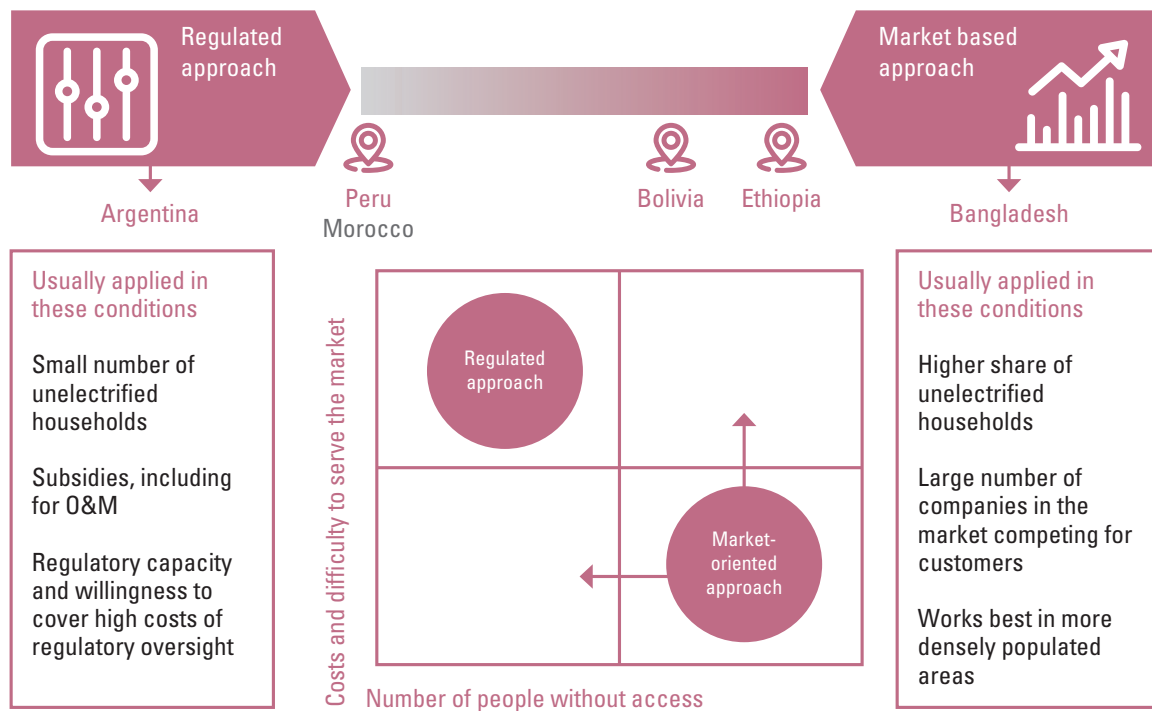 Regulated
approach
Market based
approach
Argentina
Peru
Morocco
Bolivia
Ethiopia
Bangladesh
Usually applied in
these conditions
Small number of
unelectrified
households
Subsidies, including
for O&M
Regulatory capacity
and willingness to
cover high costs of
regulatory oversight
Costs and difficulty to serve the market
Regulated
approach
Market-
oriented
approach
Number of people without access
Usually applied in
these conditions
Higher share of
unelectrified
households
Large number of
companies in the
market competing for
customers
Works best in more
densely populated
areas